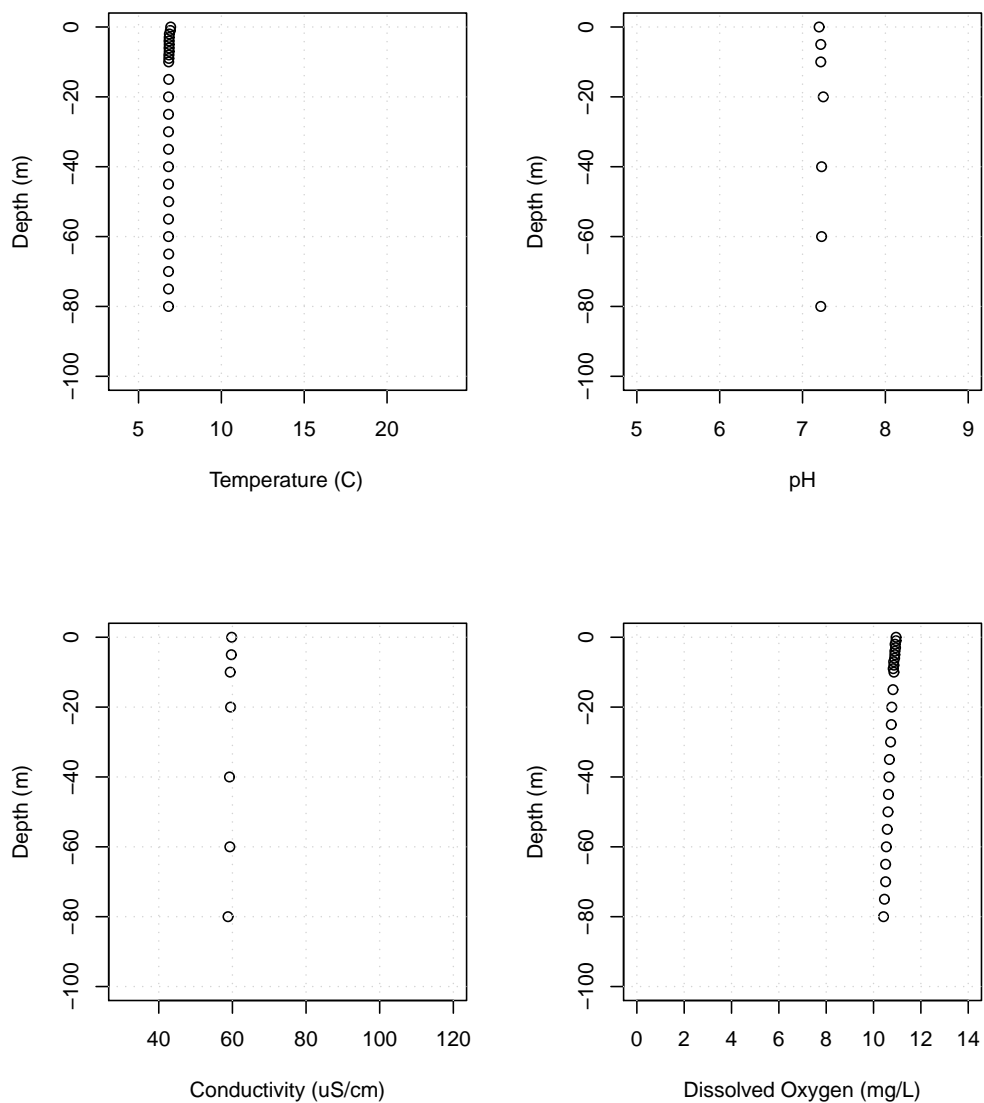 0
−20
−40
−60
−80
−100
Depth (m)
5 10 15 20
Temperature (C)
0
−20
−40
−60
−80
−100
Depth (m)
5 6 7 8 9
pH
0
−20
−40
−60
−80
−100
Depth (m)
40 60 80 100 120
Conductivity (uS/cm)
0
−20
−40
−60
−80
−100
Depth (m)
0 2 4 6 8 10 12 14
Dissolved Oxygen (mg/L)